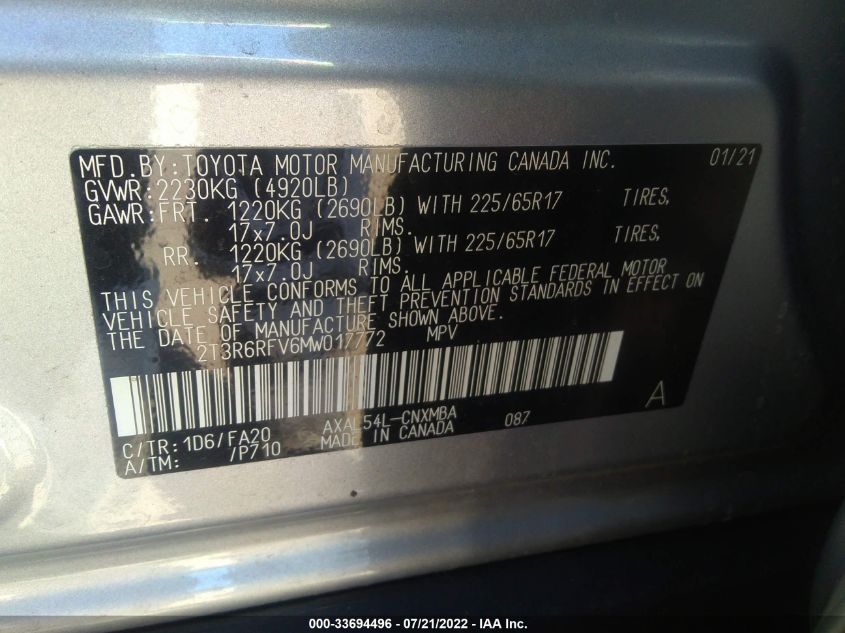 MFD.BY:TOYOTA MOTOR MANUFACTURING CANADA INC. 01/21
GVWR:2230KG (4920LB)
GAWR:FRT. 1220KG (2690LB) WITH 225/65R17 TIRES,
17x7.0J RIMS.
RR. 1220KG (2690LB) WITH 225/65R17 TIRES,
17x7.0J RIMS.
THIS VEHICLE CONFORMS TO ALL APPLICABLE FEDERAL MOTOR
VEHICLE SAFETY AND THEFT PREVENTION STANDARDS IN EFFECT ON
THE DATE OF MANUFACTURE SHOWN ABOVE.
2T3R6RFV6MW017772 MPV
A
C/TR:1D6/FA20 AXAL54L-CNXMBA 087
A/TM: /P710 MADE IN CANADA
000-33694496 - 07/21/2022 - IAA Inc.